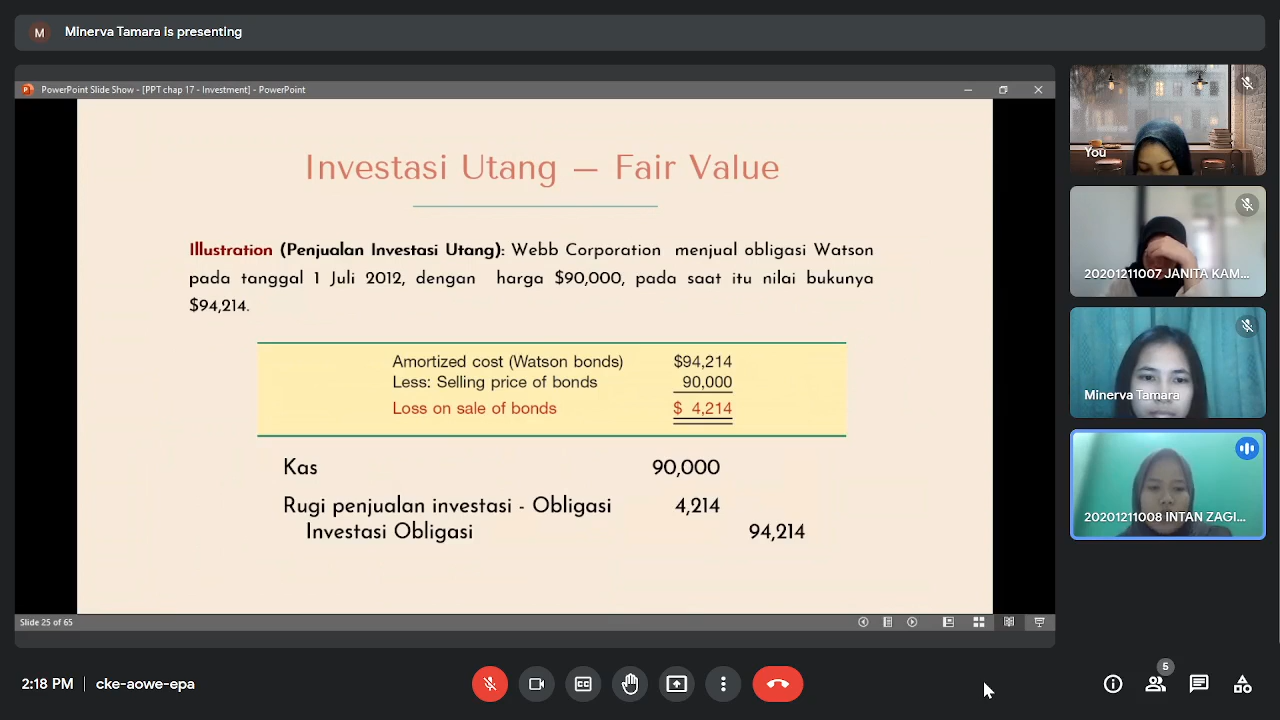 M
Minerva Tamara is presenting
PowerPoint Slide Show - [PPT chap 17 - Investment] - PowerPoint
Investasi Utang – Fair Value
Illustration (Penjualan Investasi Utang): Webb Corporation menjual obligasi Watson
pada tanggal 1 Juli 2012, dengan harga $90,000, pada saat itu nilai bukunya
$94,214.
Amortized cost (Watson bonds) $94,214
Less: Selling price of bonds 90,000
Loss on sale of bonds $ 4,214
Kas 90,000
Rugi penjualan investasi - Obligasi 4,214
Investasi Obligasi 94,214
Slide 25 of 65
You
20201211007 JANITA KAM...
Minerva Tamara
20201211008 INTAN ZAGI...
2:18 PM | cke-aowe-epa
CC
5